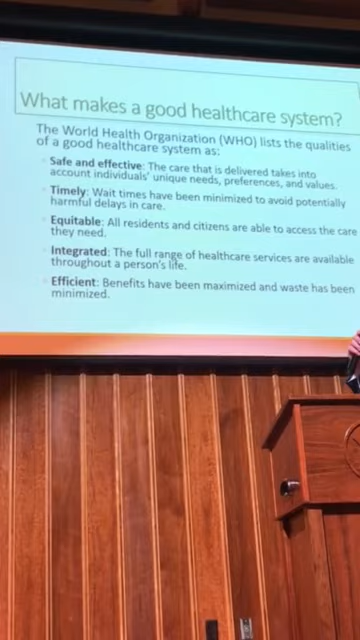 What makes a good healthcare system?
The World Health Organization (WHO) lists the qualities
of a good healthcare system as:
Safe and effective: The care that is delivered takes into
account individuals' unique needs, preferences, and values.
Timely: Wait times have been minimized to avoid potentially
harmful delays in care.
Equitable: All residents and citizens are able to access the care
they need.
Integrated: The full range of healthcare services are available
throughout a person's life.
Efficient: Benefits have been maximized and waste has been
minimized.